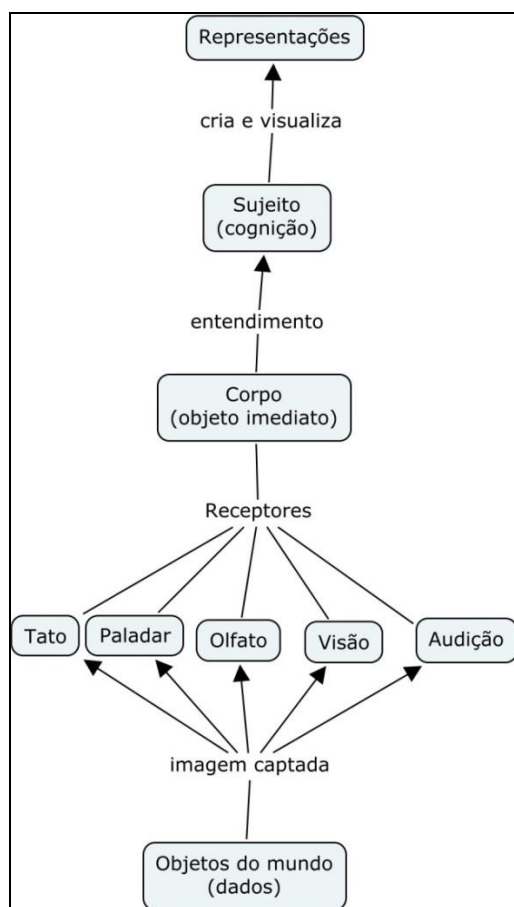 Representações
cria e visualiza
Sujeito
(cognição)
entendimento
Corpo
(objeto imediato)
Receptores
Tato
Paladar
Olfato
Visão
Audição
imagem captada
Objetos do mundo
(dados)